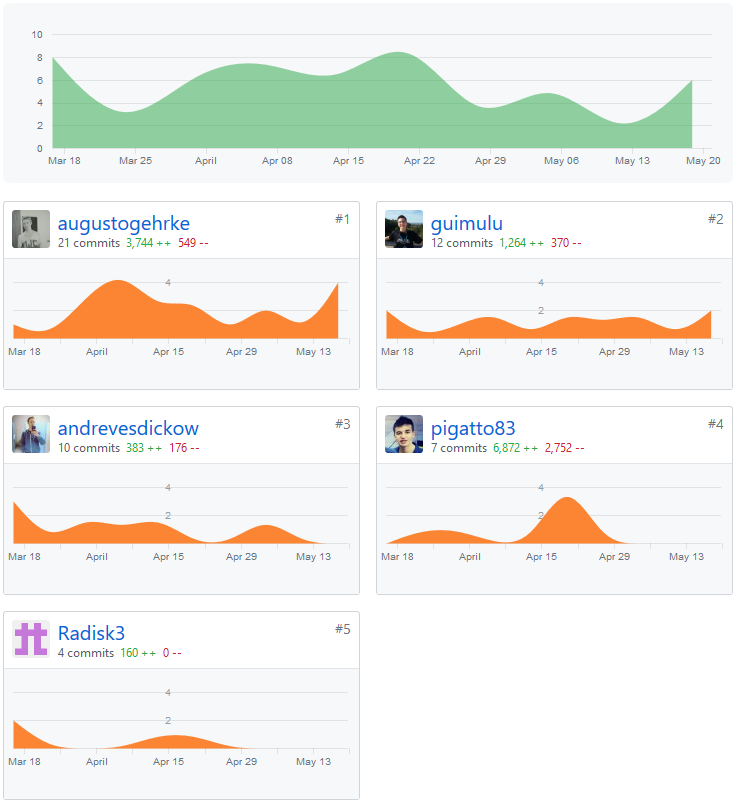 10
8
6
4
2
0
Mar 18 Mar 25 April Apr 08 Apr 15 Apr 22 Apr 29 May 06 May 13 May 20
augustogehrke #1
21 commits 3,744 ++ 549 --
4
Mar 18 April Apr 15 Apr 29 May 13
guimulu #2
12 commits 1,264 ++ 370 --
4
2
Mar 18 April Apr 15 Apr 29 May 13
andrevesdickow #3
10 commits 383 ++ 176 --
4
2
Mar 18 April Apr 15 Apr 29 May 13
pigatto83 #4
7 commits 6,872 ++ 2,752 --
4
2
Mar 18 April Apr 15 Apr 29 May 13
Radisk3 #5
4 commits 160 ++ 0 --
4
2
Mar 18 April Apr 15 Apr 29 May 13